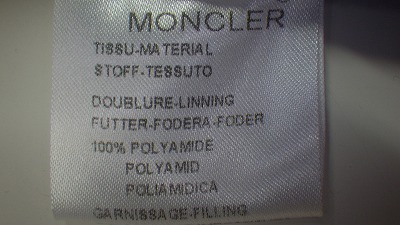 MONCLER
TISSU-MATERIAL
STOFF-TESSUTO
DOUBLURE-LINNING
FUTTER-FODERA-FODER
100% POLYAMIDE
POLYAMID
POLIAMIDICA
GARNISSAGE-FILLING